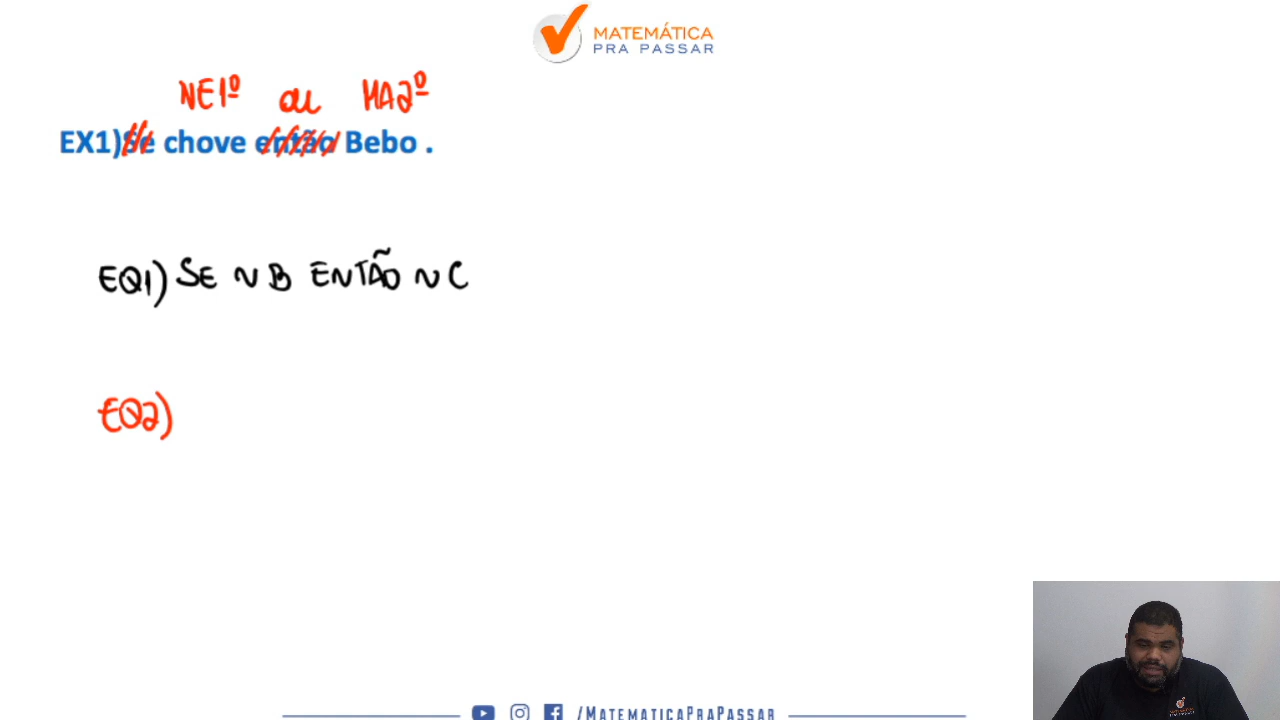 MATEMÁTICA
PRA PASSAR
NE1º ou MA2º
EX1)Se chove então Bebo .
EQ1) SE N B ENTÃO N C
EQ2)
/MATEMATICAPRAPASSAR